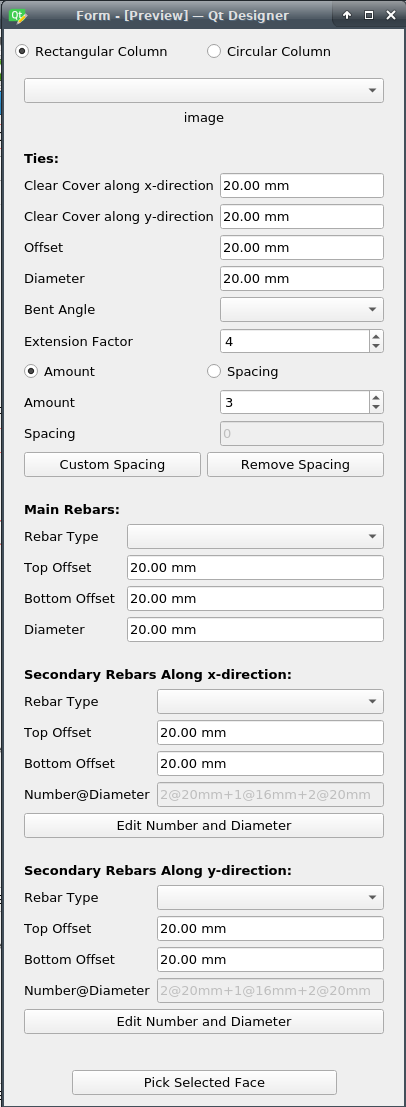 Form - [Preview] — Qt Designer
Rectangular Column Circular Column
image
Ties:
Clear Cover along x-direction 20.00 mm
Clear Cover along y-direction 20.00 mm
Offset 20.00 mm
Diameter 20.00 mm
Bent Angle
Extension Factor 4
Amount Spacing
Amount 3
Spacing 0
Custom Spacing Remove Spacing
Main Rebars:
Rebar Type
Top Offset 20.00 mm
Bottom Offset 20.00 mm
Diameter 20.00 mm
Secondary Rebars Along x-direction:
Rebar Type
Top Offset 20.00 mm
Bottom Offset 20.00 mm
Number@Diameter 2@20mm+1@16mm+2@20mm
Edit Number and Diameter
Secondary Rebars Along y-direction:
Rebar Type
Top Offset 20.00 mm
Bottom Offset 20.00 mm
Number@Diameter 2@20mm+1@16mm+2@20mm
Edit Number and Diameter
Pick Selected Face